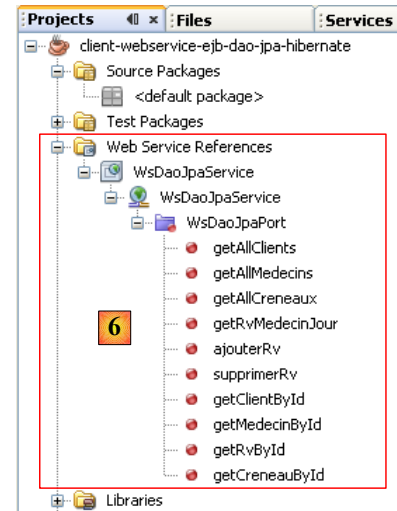 Projects Files Services
client-webservice-ejb-dao-jpa-hibernate
Source Packages
<default package>
Test Packages
Web Service References
WsDaoJpaService
WsDaoJpaService
WsDaoJpaPort
getAllClients
getAllMedecins
getAllCreneaux
getRvMedecinJour
6
ajouterRv
supprimerRv
getClientById
getMedecinById
getRvById
getCreneauById
Libraries